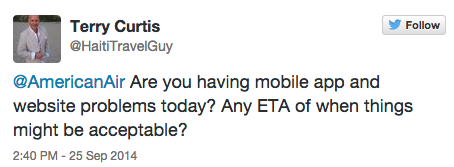 Terry Curtis
@HaitiTravelGuy
Follow
@AmericanAir Are you having mobile app and
website problems today? Any ETA of when things
might be acceptable?
2:40 PM - 25 Sep 2014